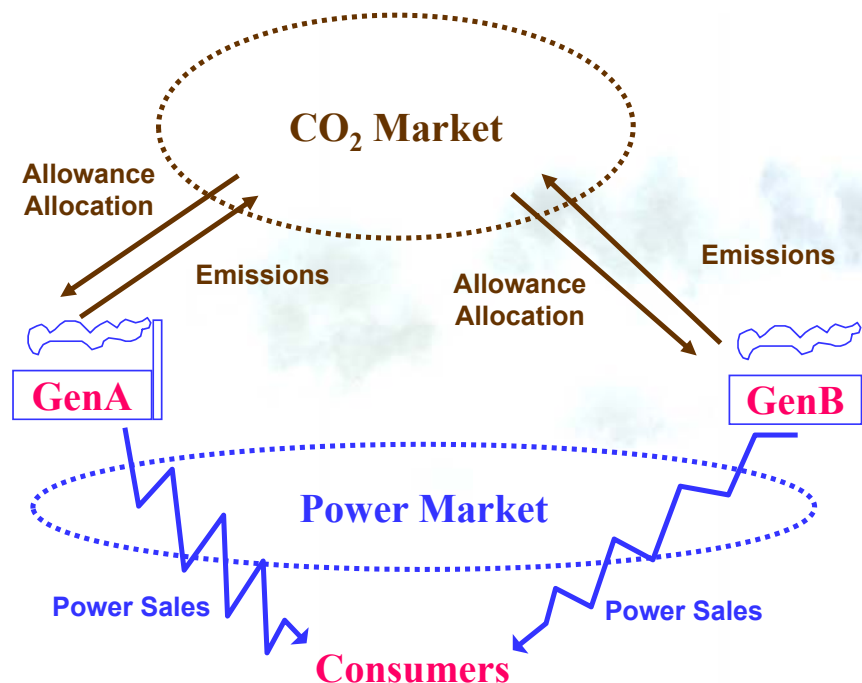 CO₂ Market
Allowance
Allocation
Emissions
Emissions
Allowance
Allocation
GenA
GenB
Power Market
Power Sales
Power Sales
Consumers